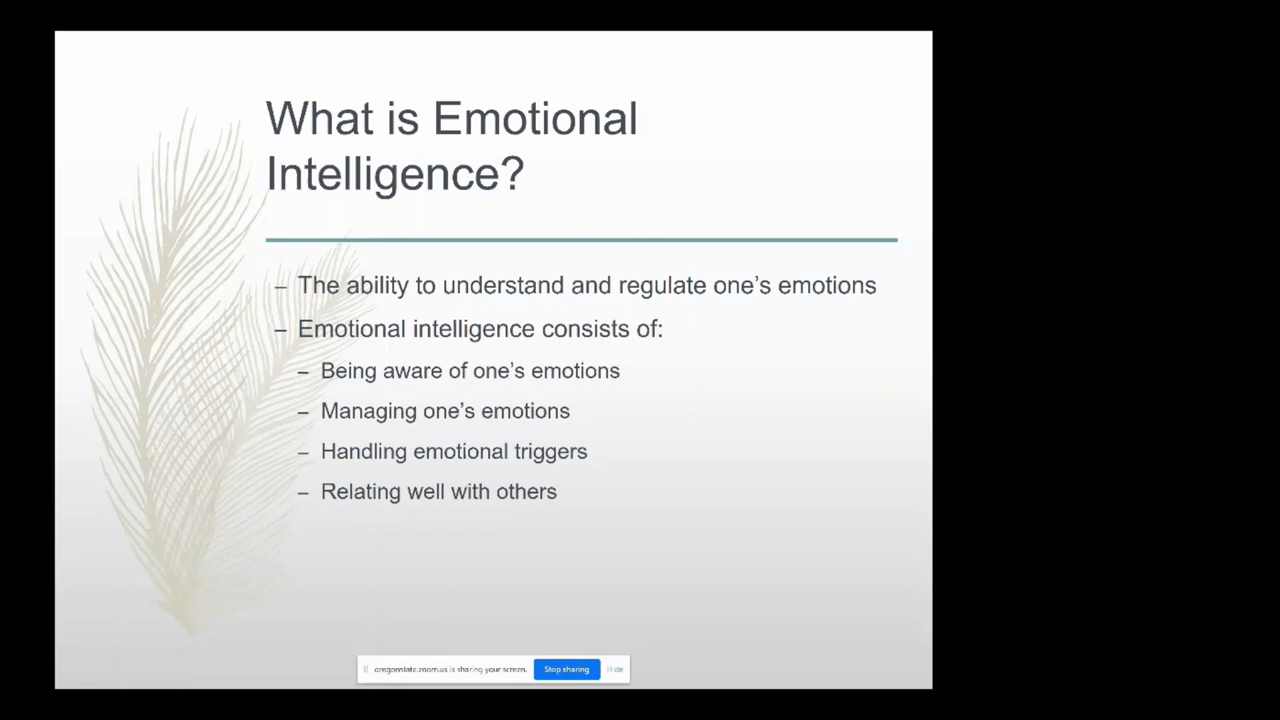 What is Emotional
Intelligence?
– The ability to understand and regulate one’s emotions
– Emotional intelligence consists of:
– Being aware of one’s emotions
– Managing one’s emotions
– Handling emotional triggers
– Relating well with others
oregonstate.zoom.us is sharing your screen. Stop sharing Hide